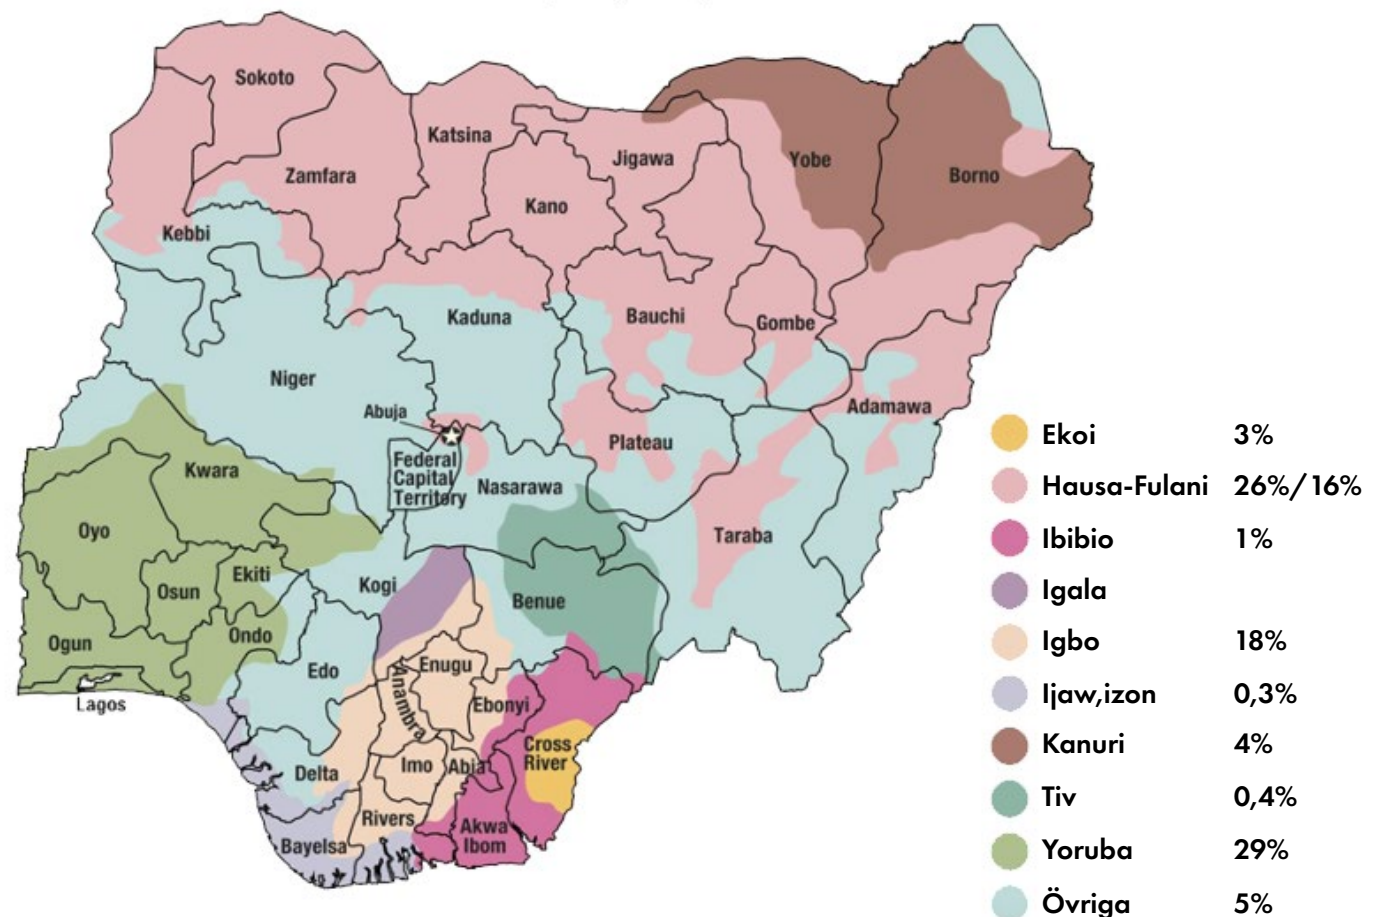 Sokoto
Katsina
Zamfara
Jigawa
Yobe
Borno
Kano
Kebbi
Kaduna
Bauchi
Gombe
Niger
Abuja
Adamawa
Plateau
Kwara
Federal
Capital
Territory
Nasarawa
Oyo
Taraba
Ekiti
Osun
Kogi
Benue
Ogun
Ondo
Edo
Enugu
Anambra
Lagos
Ebonyi
Cross
River
Delta
Imo
Abia
Rivers
Akwa
Ibom
Bayelsa
Ekoi 3%
Hausa-Fulani 26%/16%
Ibibio 1%
Igala
Igbo 18%
Ijaw,izon 0,3%
Kanuri 4%
Tiv 0,4%
Yoruba 29%
Övriga 5%